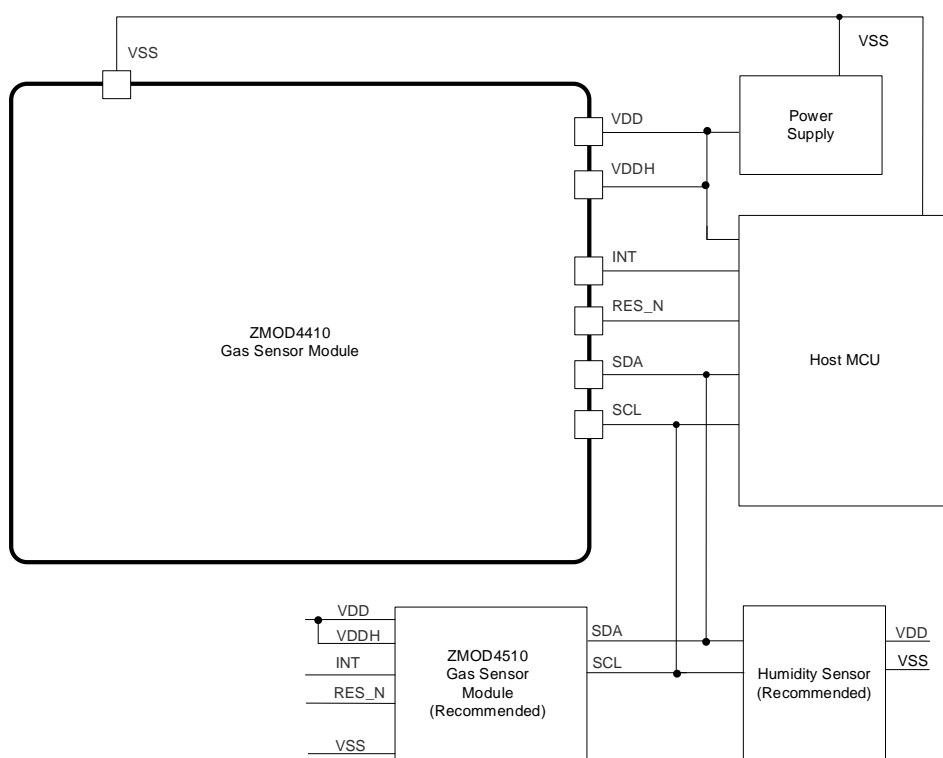 VSS
VSS
VDD
Power
Supply
VDDH
INT
RES_N
ZMOD4410
Gas Sensor Module
SDA
Host MCU
SCL
VDD
VDDH
INT
RES_N
VSS
ZMOD4510
Gas Sensor
Module
(Recommended)
SDA
SCL
Humidity Sensor
(Recommended)
VDD
VSS